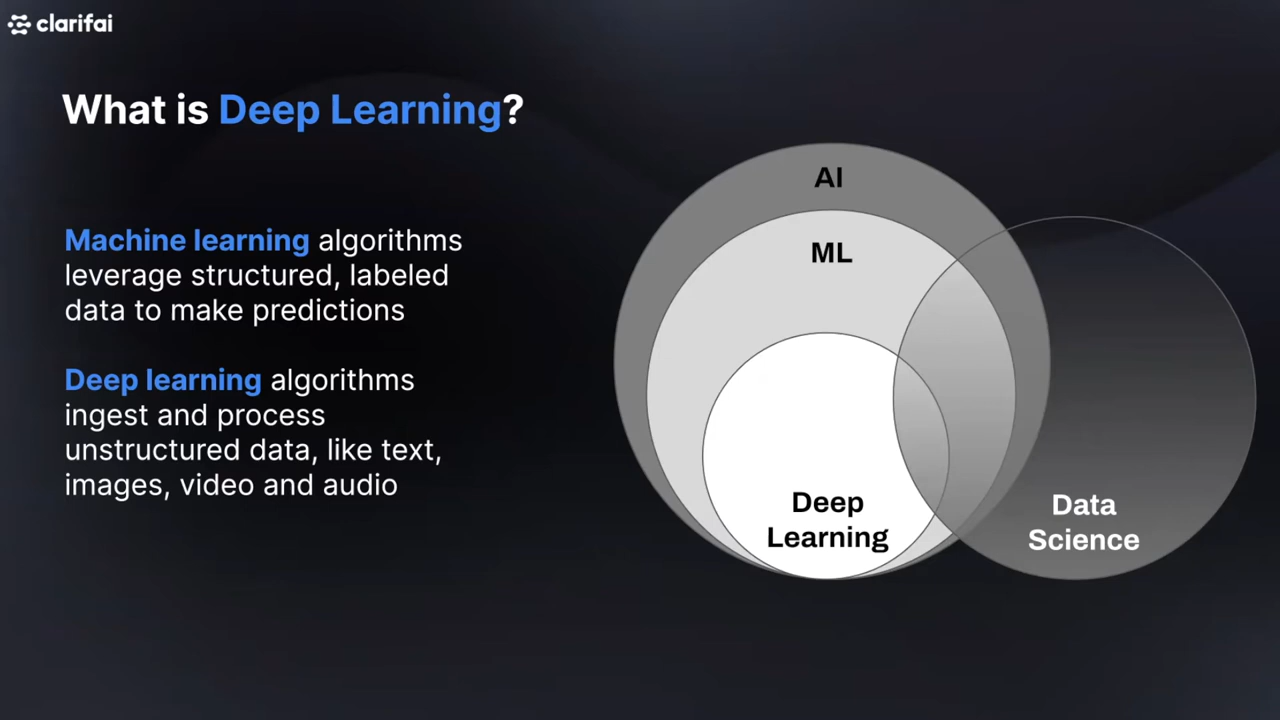 clarifai
What is Deep Learning?
Machine learning algorithms
leverage structured, labeled
data to make predictions
Deep learning algorithms
ingest and process
unstructured data, like text,
images, video and audio
AI
ML
Deep
Learning
Data
Science